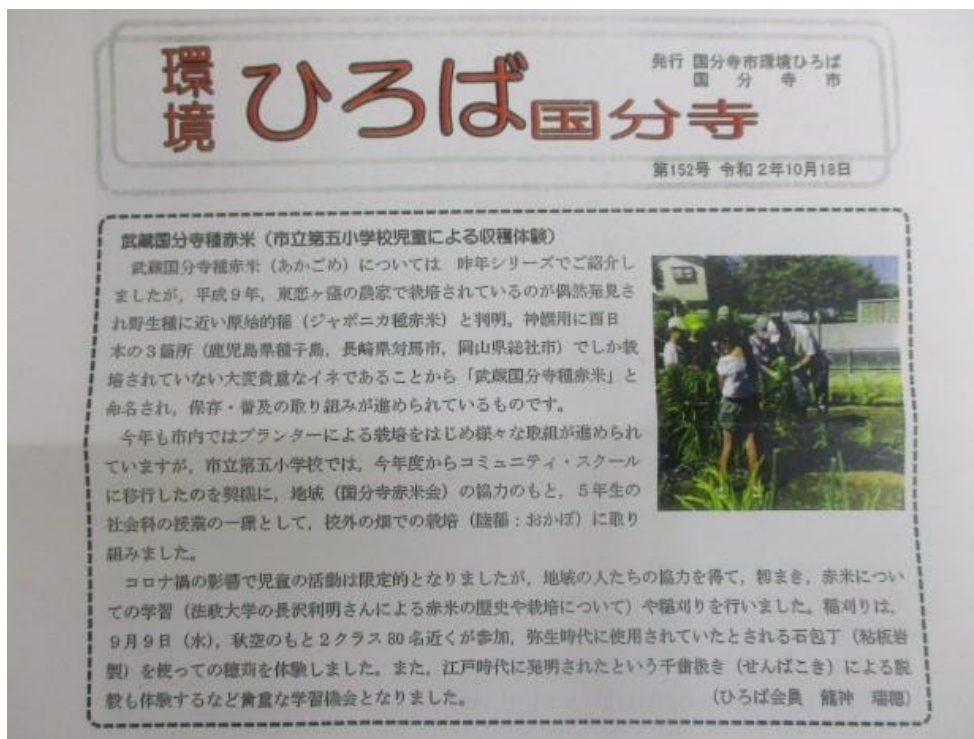 環境
ひろば国分寺
発行 国分寺市環境ひろば
国分寺市
第152号 令和2年10月18日
武蔵国分寺種赤米（市立第五小学校児童による収穫体験）
武蔵国分寺種赤米（あかごめ）については 昨年シリーズでご紹介し
ましたが，平成９年，東恋ヶ窪の農家で栽培されているのが偶然発見さ
れ野生種に近い原始的稲（ジャポニカ種赤米）と判明。神饌用に西日
本の３箇所（鹿児島県種子島，長崎県対馬市，岡山県総社市）でしか栽
培されていない大変貴重なイネであることから「武蔵国分寺種赤米」と
命名され，保存・普及の取り組みが進められているものです。
今年も市内ではプランターによる栽培をはじめ様々な取組が進められ
ていますが，市立第五小学校では，今年度からコミュニティ・スクール
に移行したのを契機に，地域（国分寺赤米会）の協力のもと，５年生の
社会科の授業の一環として，校外の畑での栽培（陸稲：おかぼ）に取り
組みました。
コロナ渦の影響で児童の活動は限定的となりましたが，地域の人たちの協力を得て，籾まき，赤米につい
ての学習（法政大学の長沢利明さんによる赤米の歴史や栽培について）や稲刈りを行いました。稲刈りは，
９月９日（水），秋空のもと２クラス80名近くが参加，弥生時代に使用されていたとされる石包丁（粘板岩
製）を使っての穂刈を体験しました。また，江戸時代に発明されたという千歯扱き（せんばこき）による脱
穀も体験するなど貴重な学習機会となりました。
（ひろば会員 龍神 瑞穂）